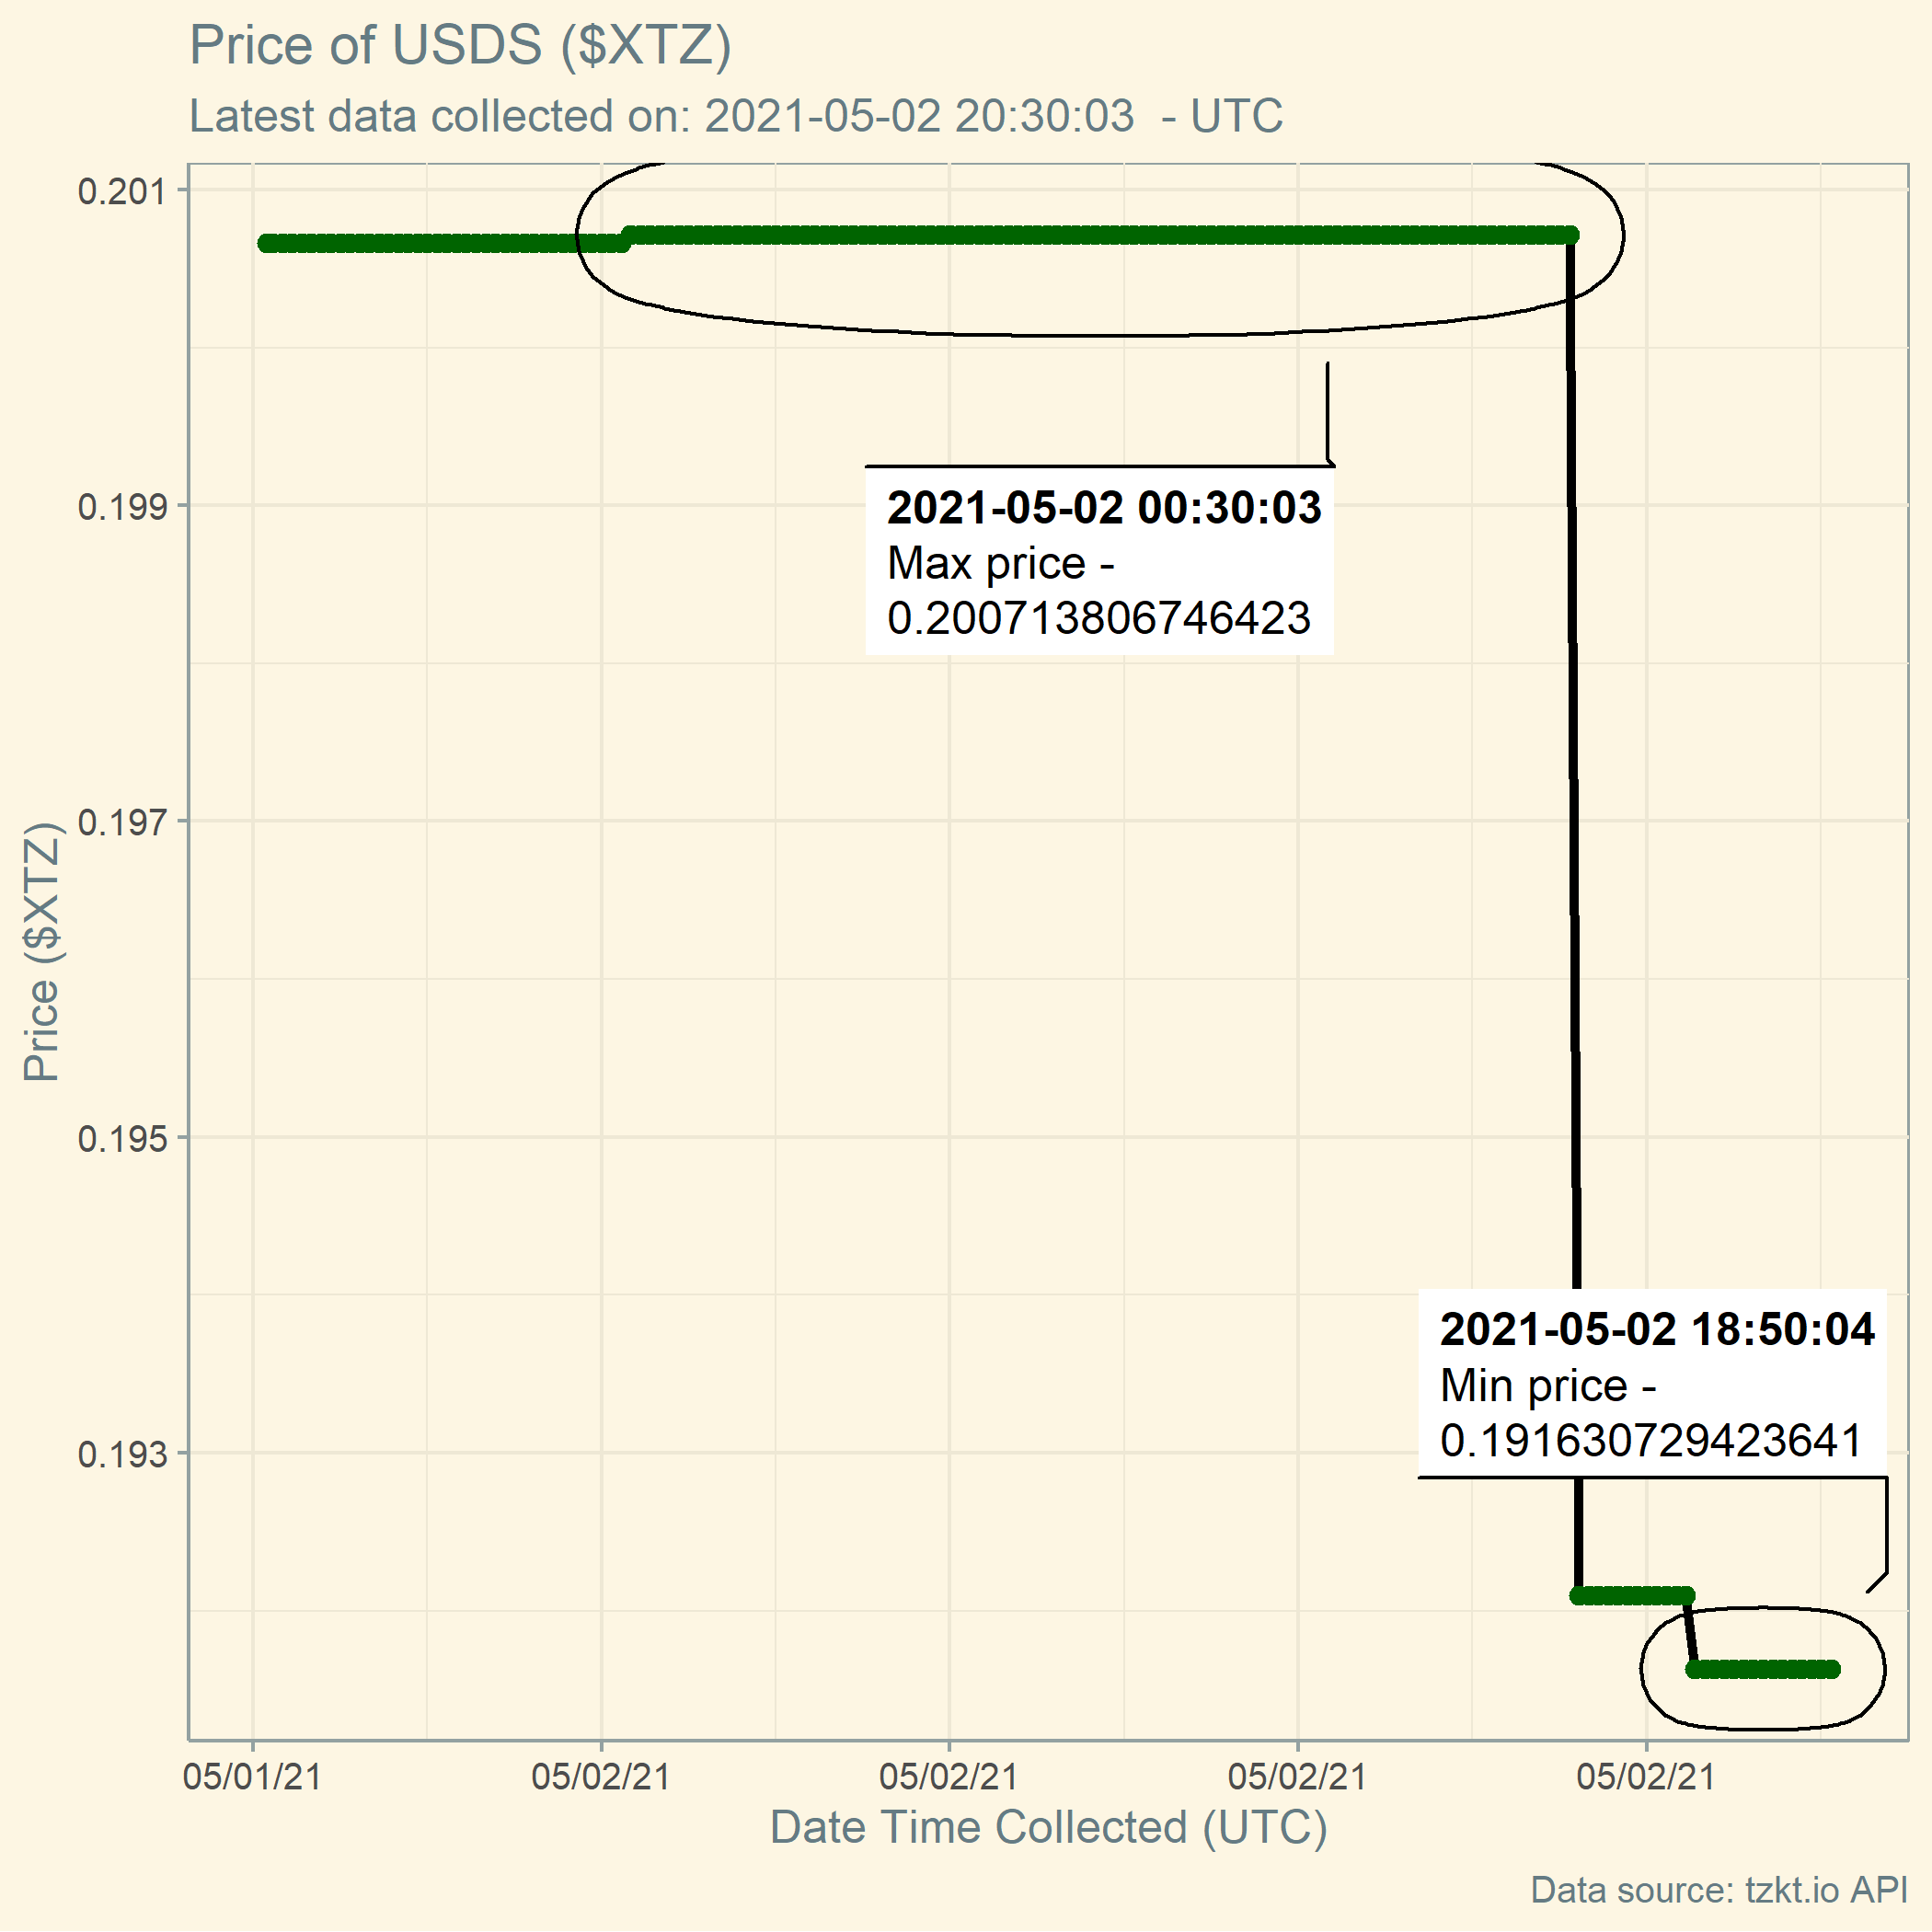 Price of USDS ($XTZ)
Latest data collected on: 2021-05-02 20:30:03  - UTC
0.201
0.199
0.197
0.195
0.193
Price ($XTZ)
2021-05-02 00:30:03
Max price -
0.200713806746423
2021-05-02 18:50:04
Min price -
0.191630729423641
05/01/21
05/02/21
05/02/21
05/02/21
05/02/21
Date Time Collected (UTC)
Data source: tzkt.io API